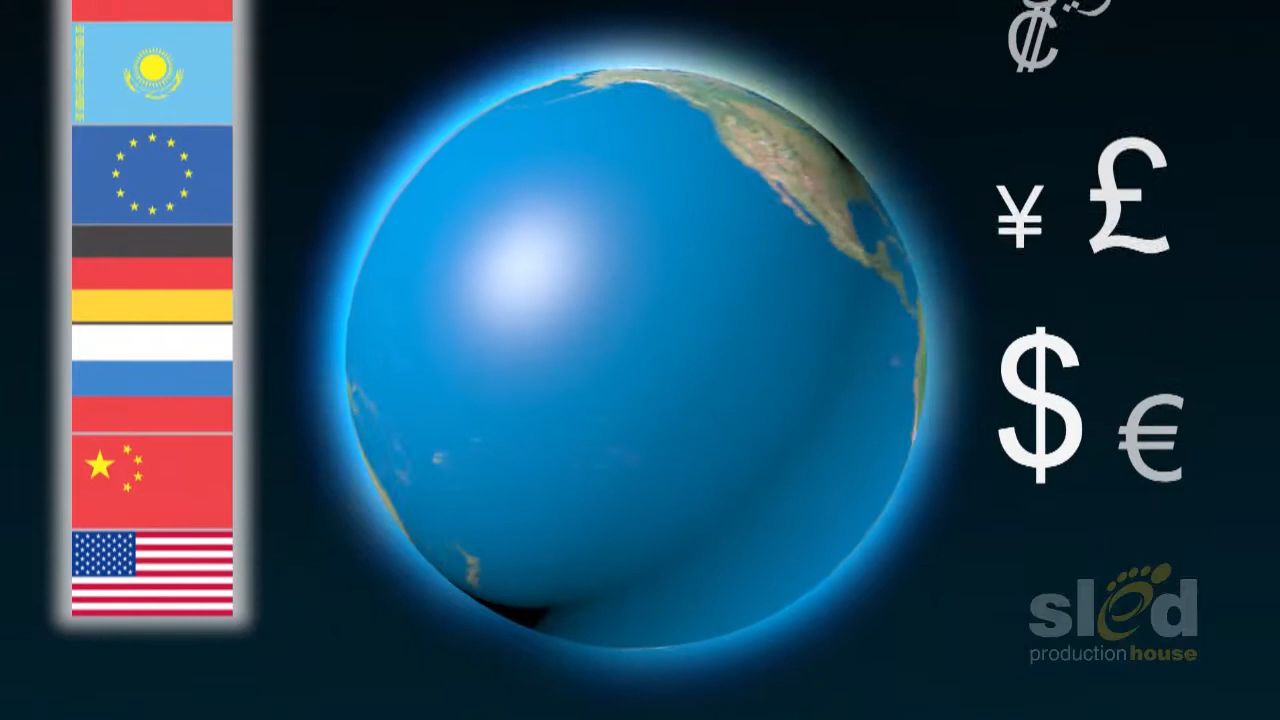 ₡
¥ £
$ €
sled
productionhouse